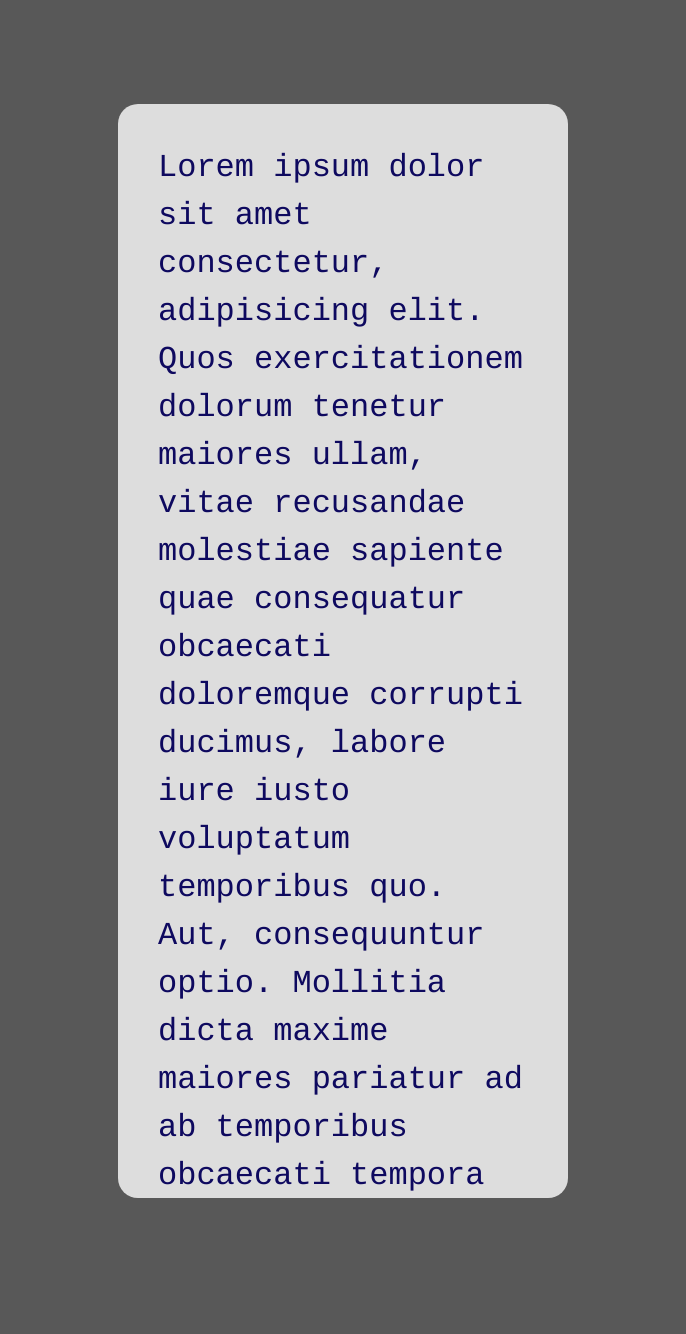 Lorem ipsum dolor
sit amet
consectetur,
adipisicing elit.
Quos exercitationem
dolorum tenetur
maiores ullam,
vitae recusandae
molestiae sapiente
quae consequatur
obcaecati
doloremque corrupti
ducimus, labore
iure iusto
voluptatum
temporibus quo.
Aut, consequuntur
optio. Mollitia
dicta maxime
maiores pariatur ad
ab temporibus
obcaecati tempora